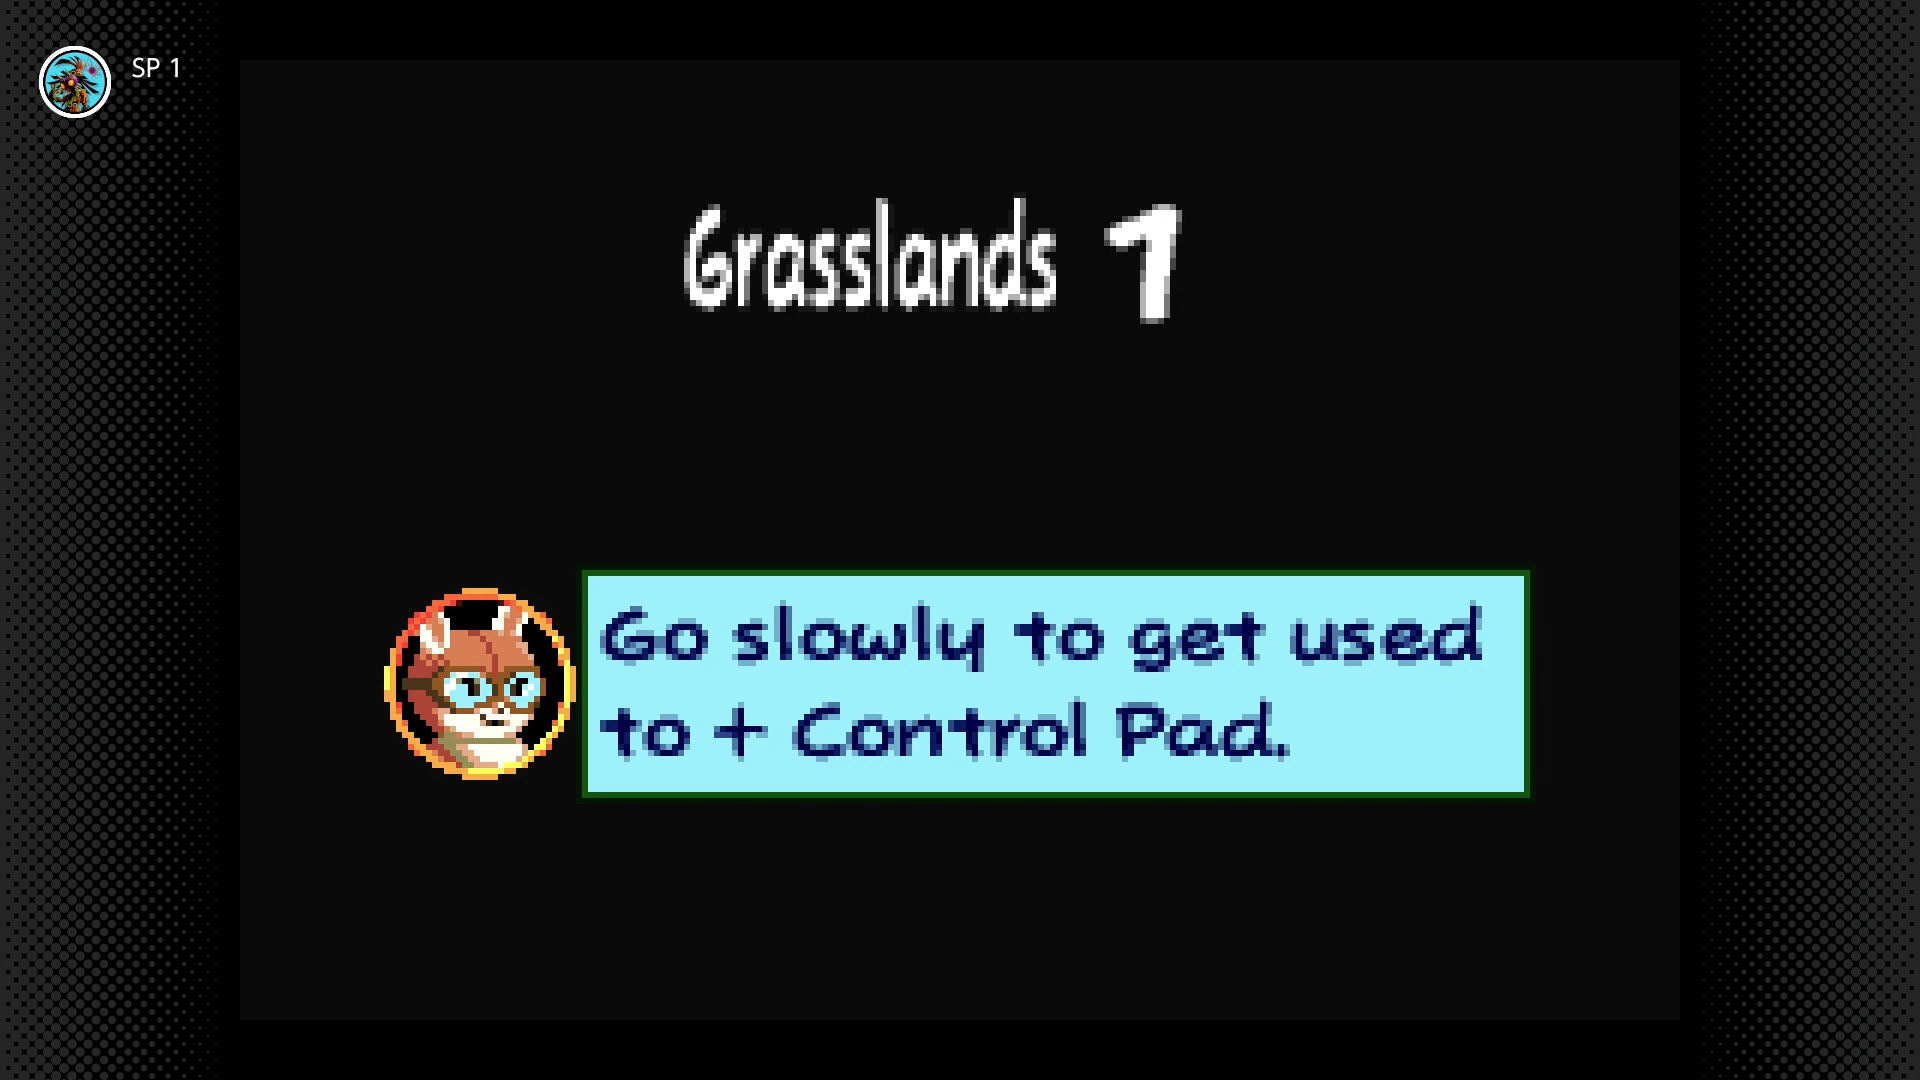 SP 1
Grasslands 1
Go slowly to get used
to + Control Pad.